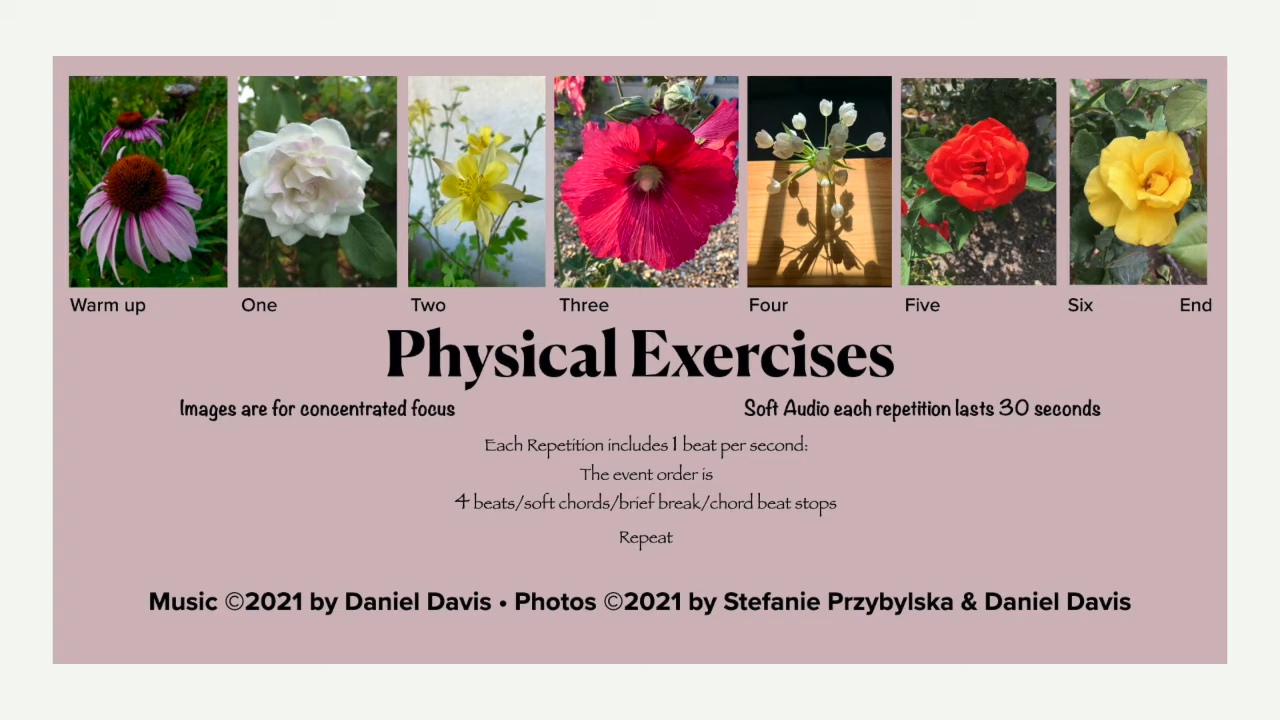 Warm up One Two Three Four Five Six End
Physical Exercises
Images are for concentrated focus
Soft Audio each repetition lasts 30 seconds
Each Repetition includes 1 beat per second:
The event order is
4 beats/soft chords/brief break/chord beat stops
Repeat
Music ©2021 by Daniel Davis • Photos ©2021 by Stefanie Przybylska & Daniel Davis